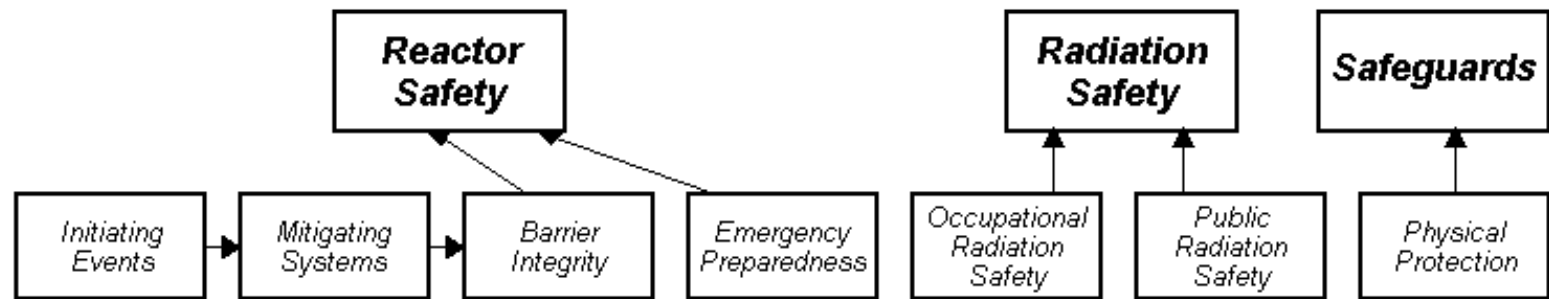 Reactor
Safety
Radiation
Safety
Safeguards
Initiating
Events
Mitigating
Systems
Barrier
Integrity
Emergency
Preparedness
Occupational
Radiation
Safety
Public
Radiation
Safety
Physical
Protection